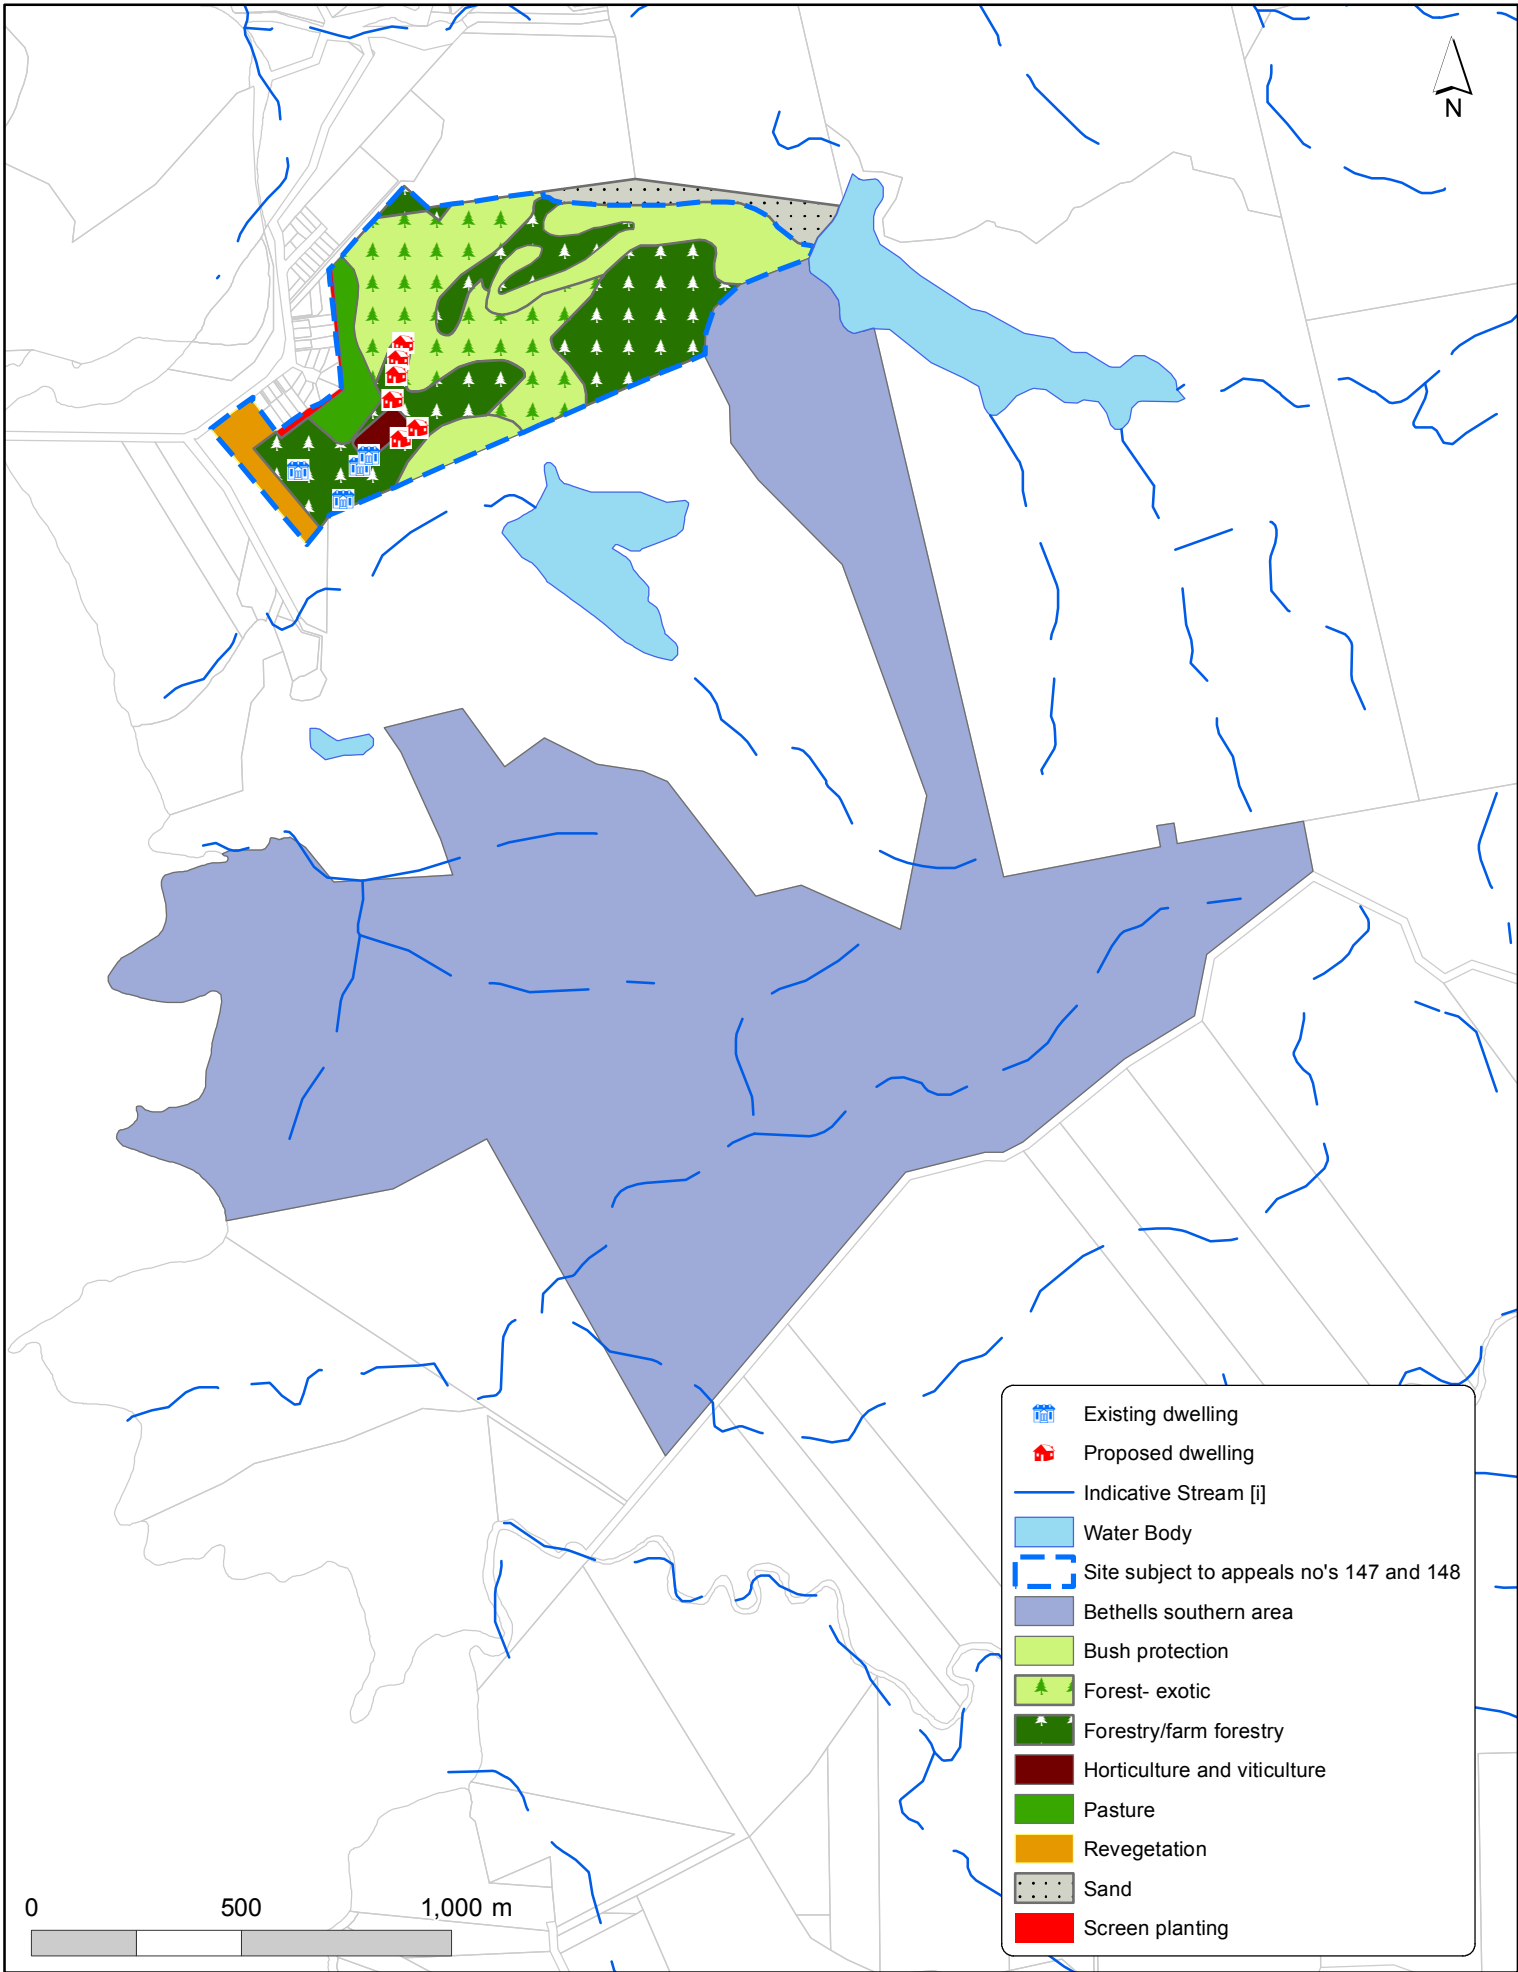 N
Existing dwelling
Proposed dwelling
Indicative Stream [i]
Water Body
Site subject to appeals no's 147 and 148
Bethells southern area
Bush protection
Forest- exotic
Forestry/farm forestry
Horticulture and viticulture
Pasture
Revegetation
Sand
Screen planting
0 500 1,000 m